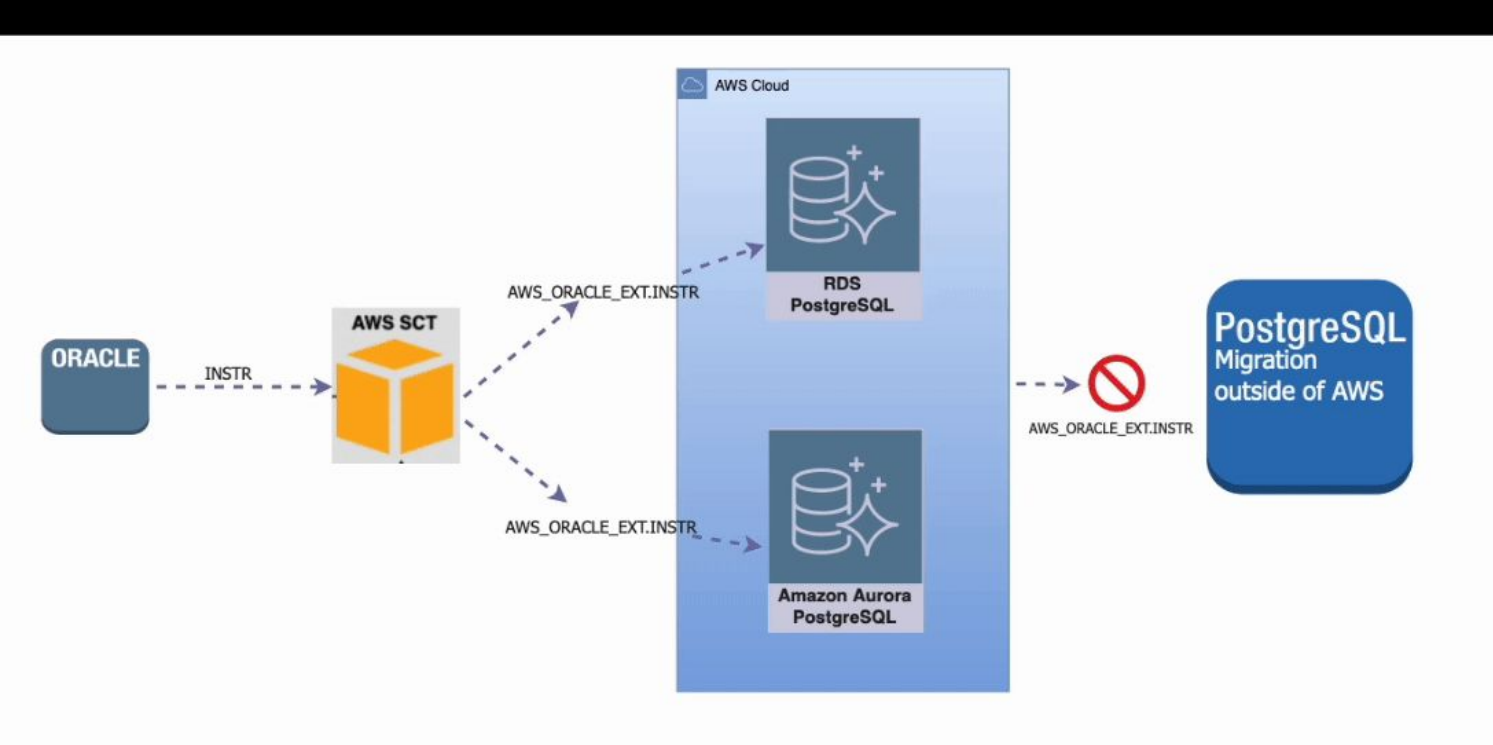 AWS Cloud
RDS
PostgreSQL
AWS_ORACLE_EXT.INSTR
AWS SCT
ORACLE
INSTR
PostgreSQL
Migration
outside of AWS
AWS_ORACLE_EXT.INSTR
AWS_ORACLE_EXT.INSTR
Amazon Aurora
PostgreSQL